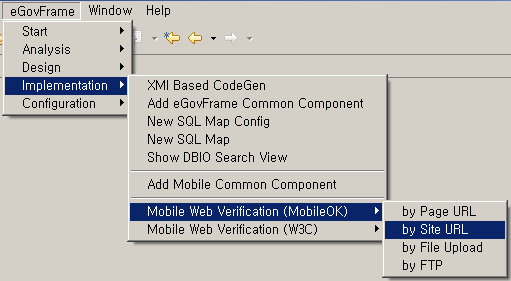 eGovFrame Window Help
Start
Analysis
Design
Implementation
Configuration
XMI Based CodeGen
Add eGovFrame Common Component
New SQL Map Config
New SQL Map
Show DBIO Search View
Add Mobile Common Component
Mobile Web Verification (MobileOK)
Mobile Web Verification (W3C)
by Page URL
by Site URL
by File Upload
by FTP